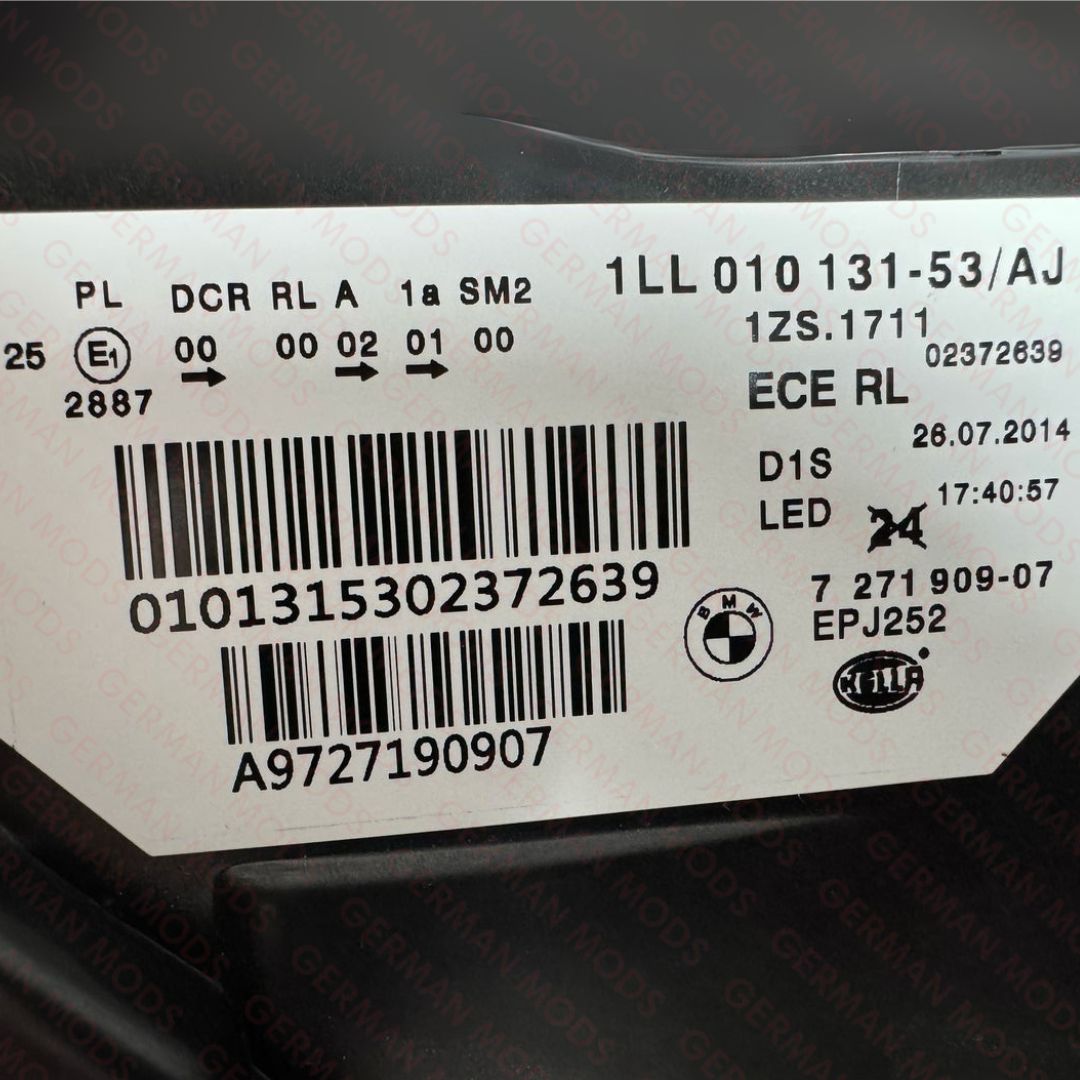 PL DCR RL A 1a SM2
25 E1 00 00 02 01 00
2887
1LL 010 131-53/AJ
1ZS.1711
02372639
ECE RL
26.07.2014
D1S
17:40:57
LED
24
7 271 909-07
EPJ252
BMW
HELLA
0101315302372639
A9727190907
GERMAN MODS